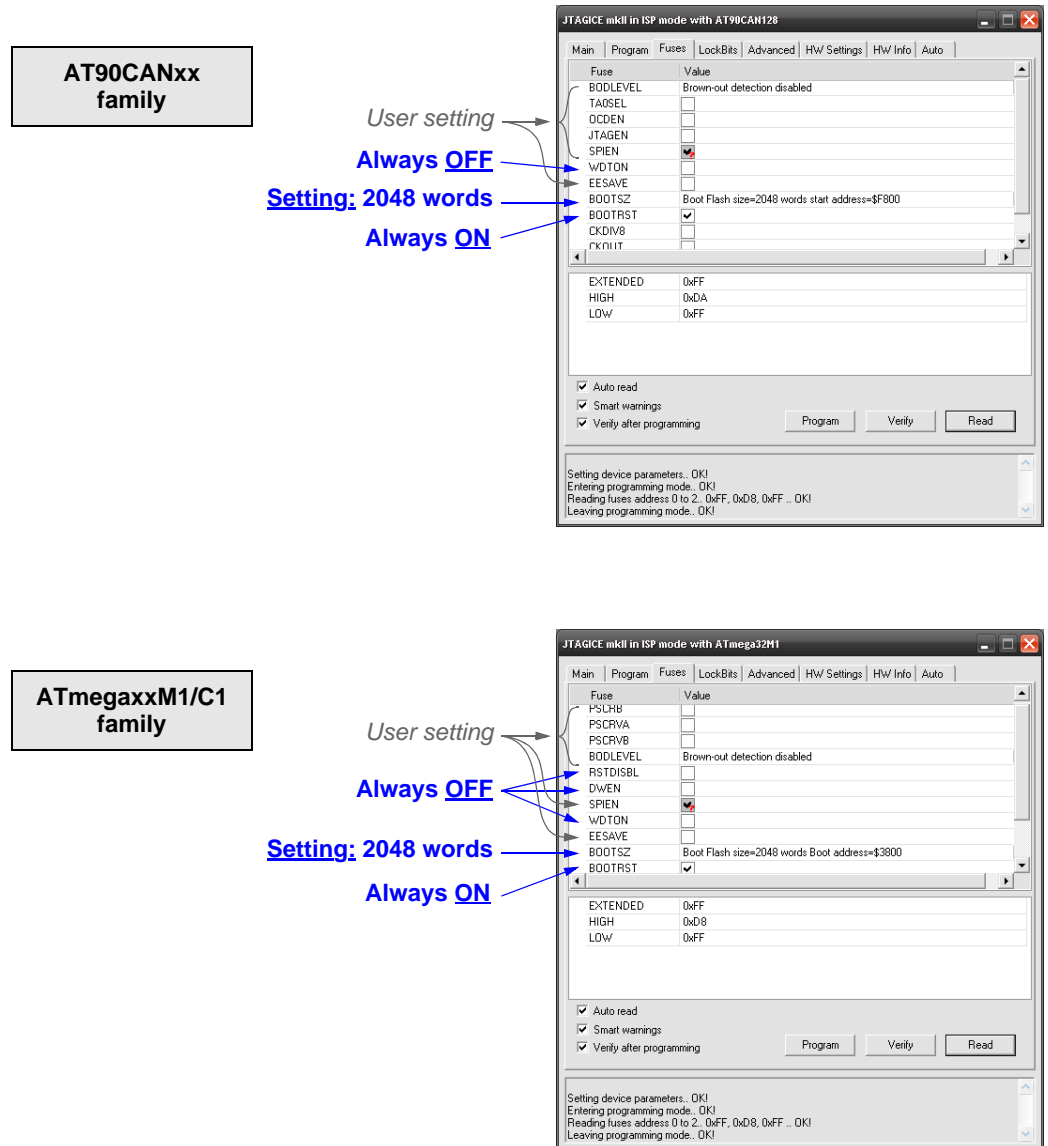 AT90CANxx
family
User setting
Always OFF
Setting: 2048 words
Always ON
JTAGICE mkII in ISP mode with AT90CAN128
Main Program Fuses LockBits Advanced HW Settings HW Info Auto
Fuse Value
BODLEVEL Brown-out detection disabled
TA0SEL
OCDEN
JTAGEN
SPIEN
WDTON
EESAVE
BOOTSZ Boot Flash size=2048 words start address=$F800
BOOTRST
CKDIV8
CKOUT
EXTENDED 0xFF
HIGH 0xDA
LOW 0xFF
Auto read
Smart warnings
Verify after programming
Program Verify Read
Setting device parameters.. OK!
Entering programming mode.. OK!
Reading fuses address 0 to 2.. 0xFF, 0xD8, 0xFF .. OK!
Leaving programming mode.. OK!
ATmegaxxM1/C1
family
User setting
Always OFF
Setting: 2048 words
Always ON
JTAGICE mkII in ISP mode with ATmega32M1
Main Program Fuses LockBits Advanced HW Settings HW Info Auto
Fuse Value
PSCRB
PSCRVA
PSCRVB
BODLEVEL Brown-out detection disabled
RSTDISBL
DWEN
SPIEN
WDTON
EESAVE
BOOTSZ Boot Flash size=2048 words Boot address=$3800
BOOTRST
EXTENDED 0xFF
HIGH 0xD8
LOW 0xFF
Auto read
Smart warnings
Verify after programming
Program Verify Read
Setting device parameters.. OK!
Entering programming mode.. OK!
Reading fuses address 0 to 2.. 0xFF, 0xD8, 0xFF .. OK!
Leaving programming mode.. OK!